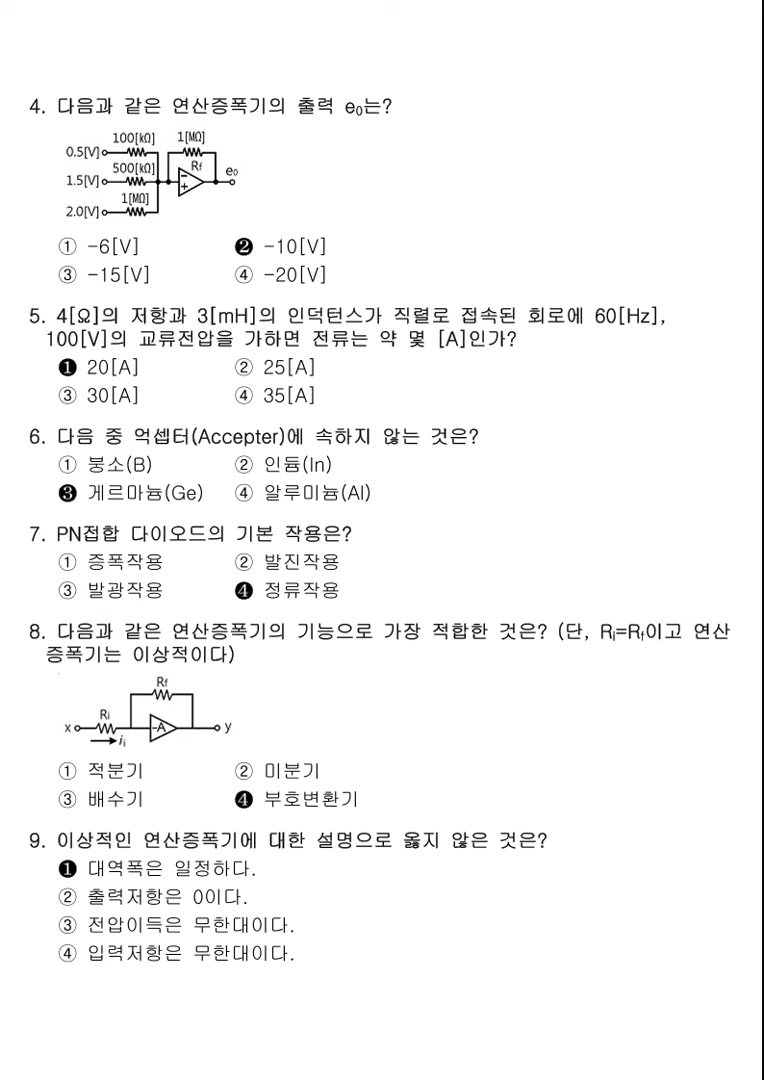 4. 다음과 같은 연산증폭기의 출력 e₀는?
100[kΩ] 1[MΩ]
0.5[V]
500[kΩ] Rf
1.5[V] e₀
1[MΩ]
2.0[V]
① -6[V] ❷ -10[V]
③ -15[V] ④ -20[V]
5. 4[Ω]의 저항과 3[mH]의 인덕턴스가 직렬로 접속된 회로에 60[Hz],
100[V]의 교류전압을 가하면 전류는 약 몇 [A]인가?
❶ 20[A] ② 25[A]
③ 30[A] ④ 35[A]
6. 다음 중 억셉터(Accepter)에 속하지 않는 것은?
① 붕소(B) ② 인듐(In)
❸ 게르마늄(Ge) ④ 알루미늄(Al)
7. PN접합 다이오드의 기본 작용은?
① 증폭작용 ② 발진작용
③ 발광작용 ❹ 정류작용
8. 다음과 같은 연산증폭기의 기능으로 가장 적합한 것은? (단, Rᵢ=Rf이고 연산
증폭기는 이상적이다)
Rf
Ri
x -A y
iᵢ
① 적분기 ② 미분기
③ 배수기 ❹ 부호변환기
9. 이상적인 연산증폭기에 대한 설명으로 옳지 않은 것은?
❶ 대역폭은 일정하다.
② 출력저항은 0이다.
③ 전압이득은 무한대이다.
④ 입력저항은 무한대이다.